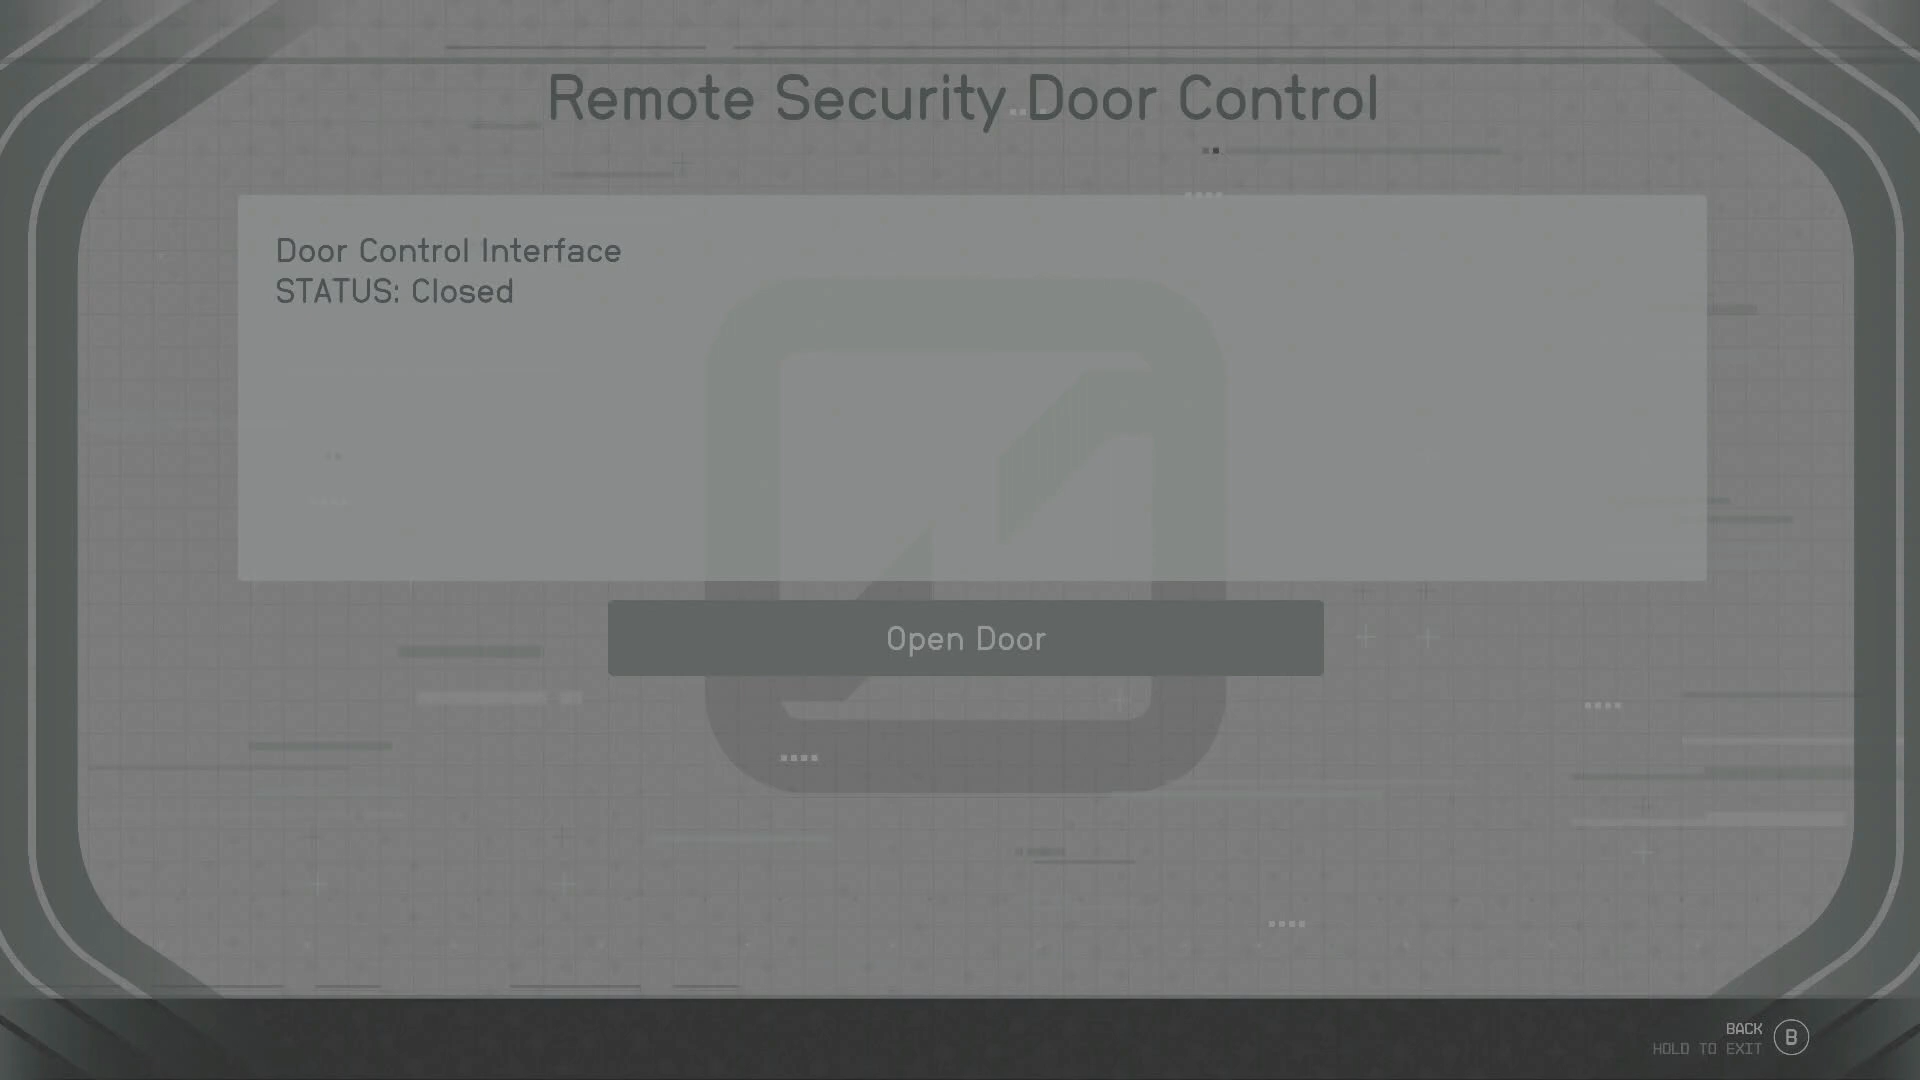 Remote Security Door Control
Door Control Interface
STATUS: Closed
Open Door
BACK
HOLD TO EXIT
B